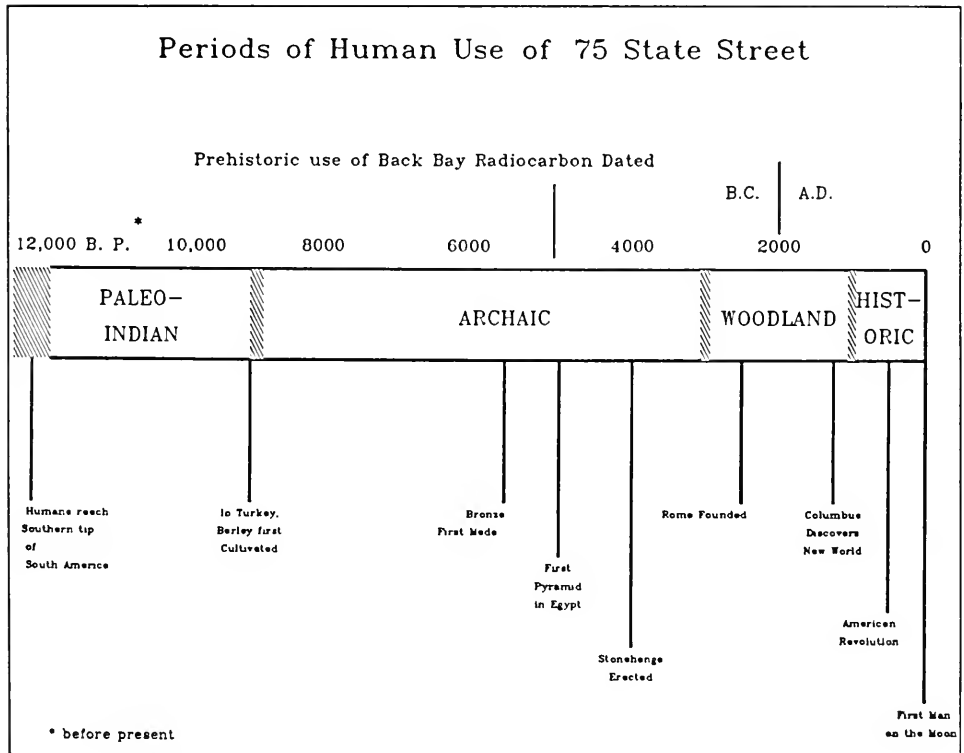 Periods of Human Use of 75 State Street
Prehistoric use of Back Bay Radiocarbon Dated
B.C. A.D.
*
12,000 B. P. 10,000 8000 6000 4000 2000 0
PALEO-
INDIAN
ARCHAIC
WOODLAND
HIST-
ORIC
Humans reach
Southern tip
of
South America
In Turkey,
Barley first
Cultivated
Bronze
First Made
First
Pyramid
in Egypt
Stonehenge
Erected
Rome Founded
Columbus
Discovers
New World
American
Revolution
First Man
on the Moon
* before present